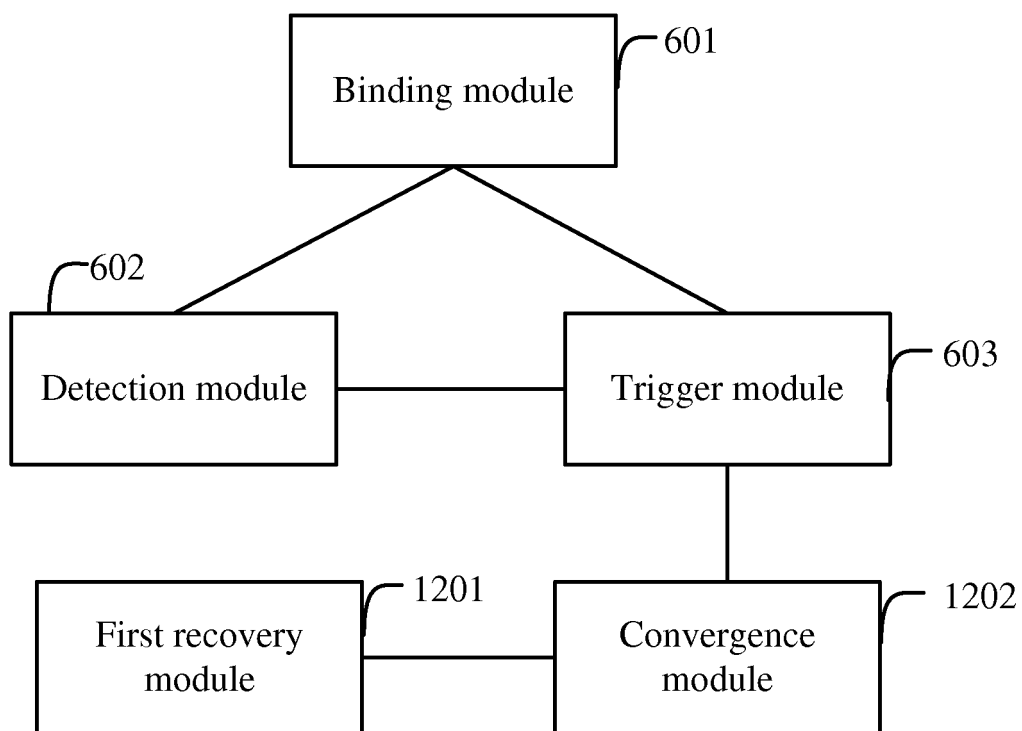 601
Binding module
602
603
Detection module
Trigger module
1201
1202
First recovery
module
Convergence
module